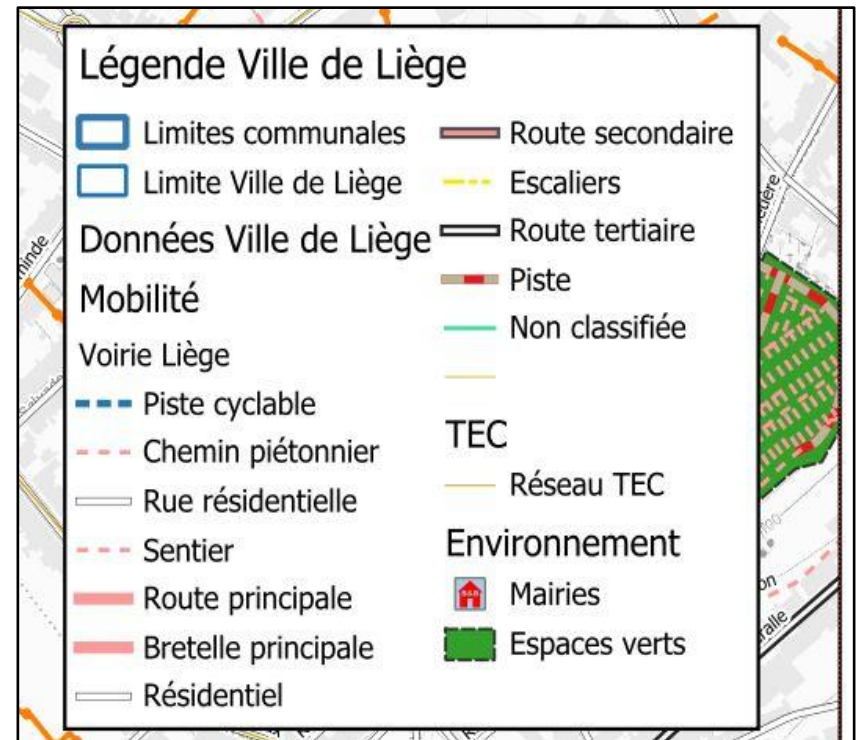 Légende Ville de Liège
Limites communales
Limite Ville de Liège
Données Ville de Liège
Mobilité
Voirie Liège
Piste cyclable
Chemin piétonnier
Rue résidentielle
Sentier
Route principale
Bretelle principale
Résidentiel
Route secondaire
Escaliers
Route tertiaire
Piste
Non classifiée
TEC
Réseau TEC
Environnement
Mairies
Espaces verts